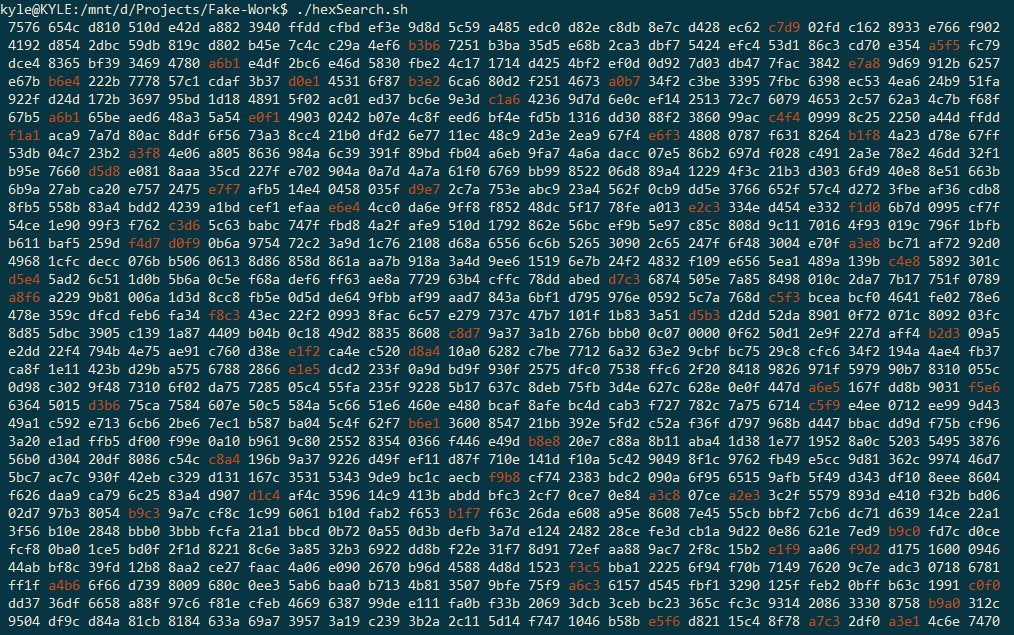 kyle@KYLE:/mnt/d/Projects/Fake-Work$ ./hexSearch.sh
7576 654c d810 510d e42d a882 3940 ffdd cfbd ef3e 9d8d 5c59 a485 edc0 d82e c8db 8e7c d428 ec62 c7d9 02fd c162 8933 e766 f902
4192 d854 2dbc 59db 819c d802 b45e 7c4c c29a 4ef6 b3b6 7251 b3ba 35d5 e68b 2ca3 dbf7 5424 efc4 53d1 86c3 cd70 e354 a5f5 fc79
dce4 8365 bf39 3469 4780 a6b1 e4df 2bc6 e46d 5830 fbe2 4c17 1714 d425 4bf2 ef0d 0d92 7d03 db47 7fac 3842 e7a8 9d69 912b 6257
e67b b6e4 222b 7778 57c1 cdaf 3b37 d0e1 4531 6f87 b3e2 6ca6 80d2 f251 4673 a0b7 34f2 c3be 3395 7fbc 6398 ec53 4ea6 24b9 51fa
922f d24d 172b 3697 95bd 1d18 4891 5f02 ac01 ed37 bc6e 9e3d c1a6 4236 9d7d 6e0c ef14 2513 72c7 6079 4653 2c57 62a3 4c7b f68f
67b5 a6b1 65be aed6 48a3 5a54 e0f1 4903 0242 b07e 4c8f eed6 bf4e fd5b 1316 dd30 88f2 3860 99ac c4f4 0999 8c25 2250 a44d ffdd
f1a1 aca9 7a7d 80ac 8ddf 6f56 73a3 8cc4 21b0 dfd2 6e77 11ec 48c9 2d3e 2ea9 67f4 e6f3 4808 0787 f631 8264 b1f8 4a23 d78e 67ff
53db 04c7 23b2 a3f8 4e06 a805 8636 984a 6c39 391f 89bd fb04 a6eb 9fa7 4a6a dacc 07e5 86b2 697d f028 c491 2a3e 78e2 46dd 32f1
b95e 7660 d5d8 e081 8aaa 35cd 227f e702 904a 0a7d 4a7a 61f0 6769 bb99 8522 06d8 89a4 1229 4f3c 21b3 d303 6fd9 40e8 8e51 663b
6b9a 27ab ca20 e757 2475 e7f7 afb5 14e4 0458 035f d9e7 2c7a 753e abc9 23a4 562f 0cb9 dd5e 3766 652f 57c4 d272 3fbe af36 cdb8
8fb5 558b 83a4 bdd2 4239 a1bd cef1 efaa e6e4 4cc0 da6e 9ff8 f852 48dc 5f17 78fe a013 e2c3 334e d454 e332 f1d0 6b7d 0995 cf7f
54ce 1e90 99f3 f762 c3d6 5c63 babc 747f fbd8 4a2f afe9 510d 1792 862e 56bc ef9b 5e97 c85c 808d 9c11 7016 4f93 019c 796f 1bfb
b611 baf5 259d f4d7 d0f9 0b6a 9754 72c2 3a9d 1c76 2108 d68a 6556 6c6b 5265 3090 2c65 247f 6f48 3004 e70f a3e8 bc71 af72 92d0
4968 1cfc decc 076b b506 0613 8d86 858d 861a aa7b 918a 3a4d 9ee6 1519 6e7b 24f2 4832 f109 e656 5ea1 489a 139b c4e8 5892 301c
d5e4 5ad2 6c51 1d0b 5b6a 0c5e f68a def6 ff63 ae8a 7729 63b4 cffc 78dd abed d7c3 6874 505e 7a85 8498 010c 2da7 7b17 751f 0789
a8f6 a229 9b81 006a 1d3d 8cc8 fb5e 0d5d de64 9fbb af99 aad7 843a 6bf1 d795 976e 0592 5c7a 768d c5f3 bcea bcf0 4641 fe02 78e6
478e 359c dfcd feb6 fa34 f8c3 43ec 22f2 0993 8fac 6c57 e279 737c 47b7 101f 1b83 3a51 d5b3 d2dd 52da 8901 0f72 071c 8092 03fc
8d85 5dbc 3905 c139 1a87 4409 b04b 0c18 49d2 8835 8608 c8d7 9a37 3a1b 276b bbb0 0c07 0000 0f62 50d1 2e9f 227d aff4 b2d3 09a5
e2dd 22f4 794b 4e75 ae91 c760 d38e e1f2 ca4e c520 d8a4 10a0 6282 c7be 7712 6a32 63e2 9cbf bc75 29c8 cfc6 34f2 194a 4ae4 fb37
ca8f 1e11 423b d29b a575 6788 2866 e1e5 dcd2 233f 0a9d bd9f 930f 2575 dfc0 7538 ffc6 2f20 8418 9826 971f 5979 90b7 8310 055c
0d98 c302 9f48 7310 6f02 da75 7285 05c4 55fa 235f 9228 5b17 637c 8deb 75fb 3d4e 627c 628e 0e0f 447d a6e5 167f dd8b 9031 f5e6
6364 5015 d3b6 75ca 7584 607e 50c5 584a 5c66 51e6 460e e480 bcaf 8afe bc4d cab3 f727 782c 7a75 6714 c5f9 e4ee 0712 ee99 9d43
49a1 c592 e713 6cb6 2be6 7ec1 b587 ba04 5c4f 62f7 b6e1 3600 8547 21bb 392e 5fd2 c52a f36f d797 968b d447 bbac dd9d f75b cf96
3a20 e1ad ffb5 df00 f99e 0a10 b961 9c80 2552 8354 0366 f446 e49d b8e8 20e7 c88a 8b11 aba4 1d38 1e77 1952 8a0c 5203 5495 3876
56b0 d304 20df 8086 c54c c8a4 196b 9a37 9226 d49f ef11 d87f 710e 141d f10a 5c42 9049 8f1c 9762 fb49 e5cc 9d81 362c 9974 46d7
5bc7 ac7c 930f 42eb c329 d131 167c 3531 5343 9de9 bc1c aecb f9b8 cf74 2383 bdc2 090a 6f95 6515 9afb 5f49 d343 df10 8eee 8604
f626 daa9 ca79 6c25 83a4 d907 d1c4 af4c 3596 14c9 413b abdd bfc3 2cf7 0ce7 0e84 a3c8 07ce a2e3 3c2f 5579 893d e410 f32b bd06
02d7 97b3 8054 b9c3 9a7c cf8c 1c99 6061 b10d fab2 f653 b1f7 f63c 26da e608 a95e 8608 7e45 55cb bbf2 7cb6 dc71 d639 14ce 22a1
3f56 b10e 2848 bbb0 3bbb fcfa 21a1 bbcd 0b72 0a55 0d3b defb 3a7d e124 2482 28ce fe3d cb1a 9d22 0e86 621e 7ed9 b9c0 fd7c d0ce
fcf8 0ba0 1ce5 bd0f 2f1d 8221 8c6e 3a85 32b3 6922 dd8b f22e 31f7 8d91 72ef aa88 9ac7 2f8c 15b2 e1f9 aa06 f9d2 d175 1600 0946
44ab bf8c 39fd 12b8 8aa2 ce27 faac 4a06 e090 2670 b96d 4588 4d8d 1523 f3c5 bba1 2225 6f94 f70b 7149 7620 9c7e adc3 0718 6781
ff1f a4b6 6f66 d739 8009 680c 0ee3 5ab6 baa0 b713 4b81 3507 9bfe 75f9 a6c3 6157 d545 fbf1 3290 125f feb2 0bff b63c 1991 c0f0
dd37 36df 6658 a88f 97c6 f81e cfeb 4669 6387 99de e111 fa0b f33b 2069 3dcb 3ceb bc23 365c fc3c 9314 2086 3330 8758 b9a0 312c
9504 df9c d84a 81cb 8184 633a 69a7 3957 3a19 c239 3b2a 2c11 5d14 f747 1046 b58b e5f6 d821 15c4 8f78 a7c3 2df0 a3e1 4c6e 7470